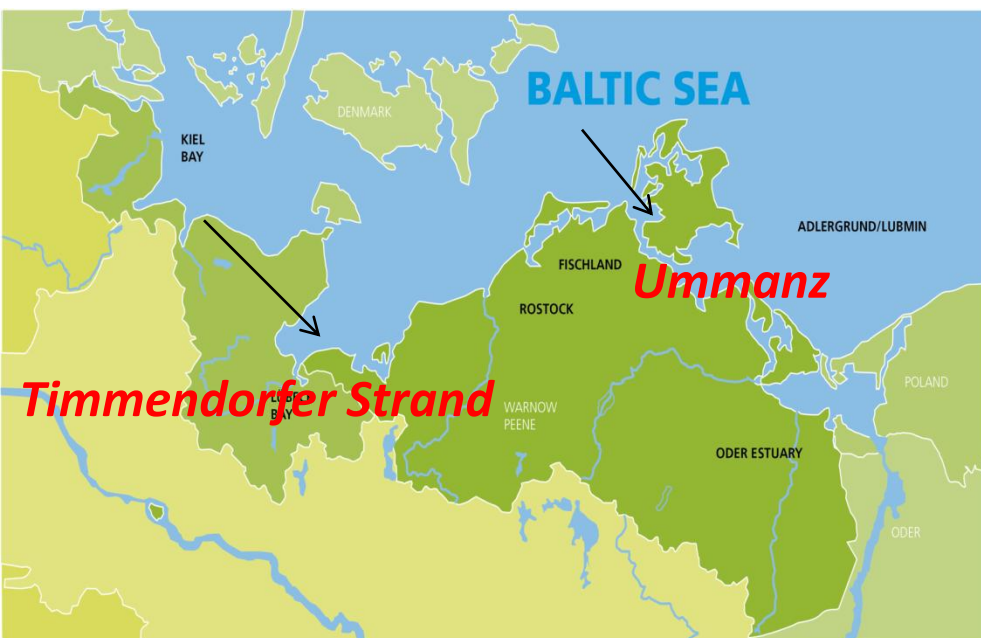 BALTIC SEA
DENMARK
KIEL
BAY
ADLERGRUND/LUBMIN
FISCHLAND
Ummanz
ROSTOCK
Timmendorfer Strand
BAY
WARNOW
PEENE
POLAND
ODER ESTUARY
ODER